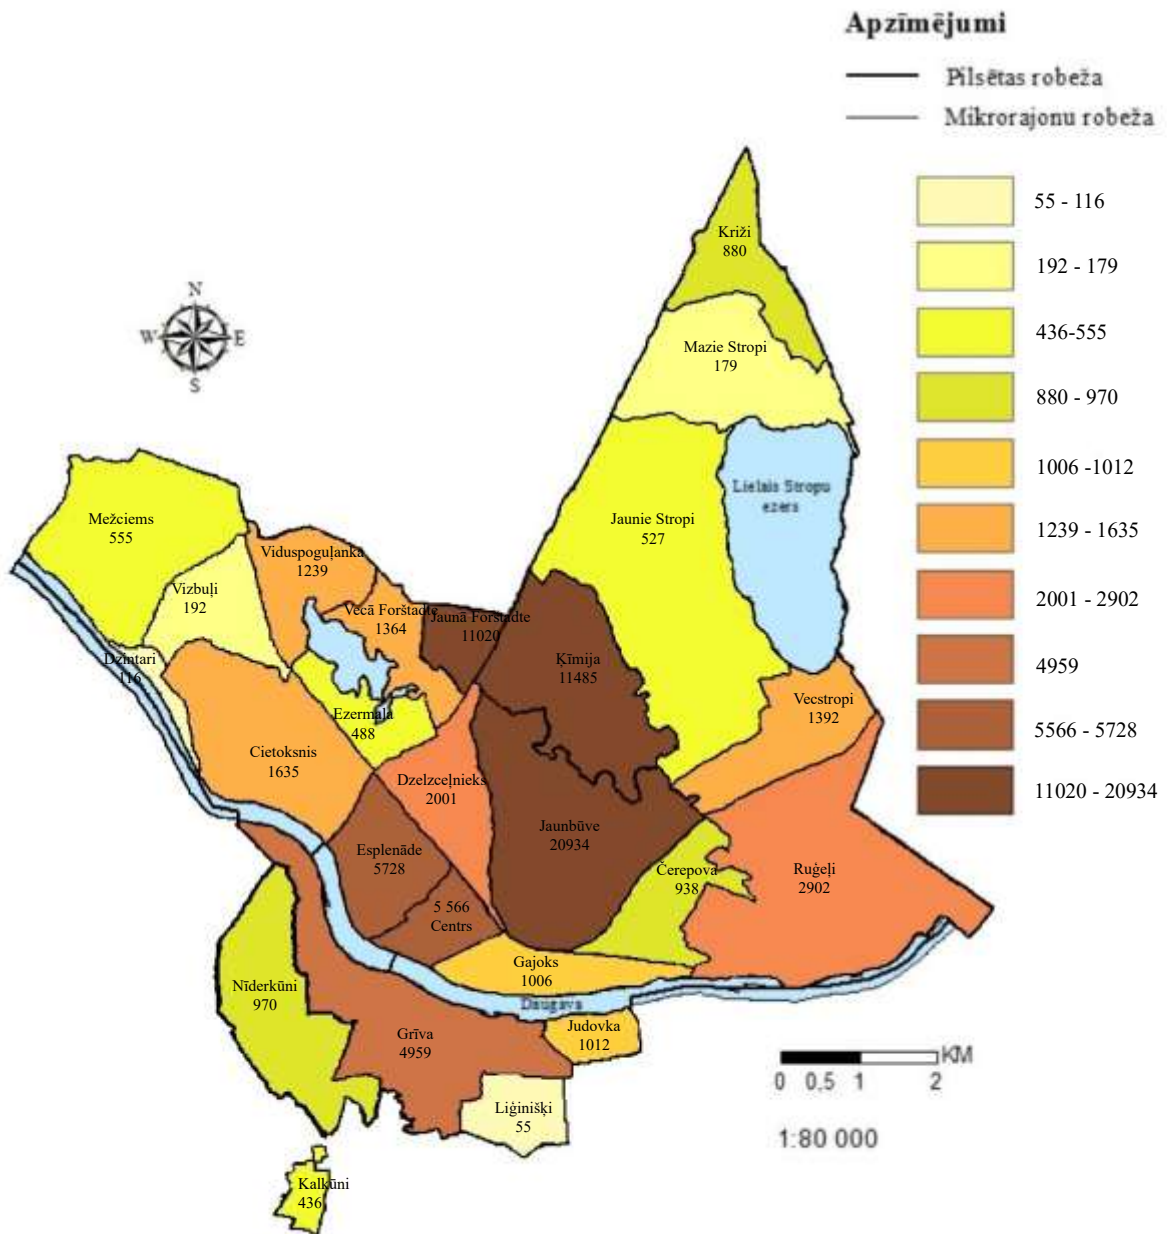 Apzīmējumi
Pilsētas robeža
Mikrorajonu robeža
55 - 116
192 - 179
436-555
880 - 970
1006 -1012
1239 - 1635
2001 - 2902
4959
5566 - 5728
11020 - 20934
N
W E
S
Križi
880
Mazie Stropi
179
Lielais Stropu
ezers
Jaunie Stropi
527
Mežciems
555
Viduspoguļanka
1239
Vizbuļi
192
Vecā Forštadte
1364
Jaunā Forštadte
11020
Ķīmija
11485
Dzintari
116
Ezermala
488
Vecstropi
1392
Cietoksnis
1635
Dzelzceļnieks
2001
Jaunbūve
20934
Esplenāde
5728
Čerepova
938
Ruģeļi
2902
5 566
Centrs
Gajoks
1006
Daugava
Nīderkūni
970
Grīva
4959
Judovka
1012
Liģinišķi
55
Kalkūni
436
KM
0 0,5 1 2
1:80 000